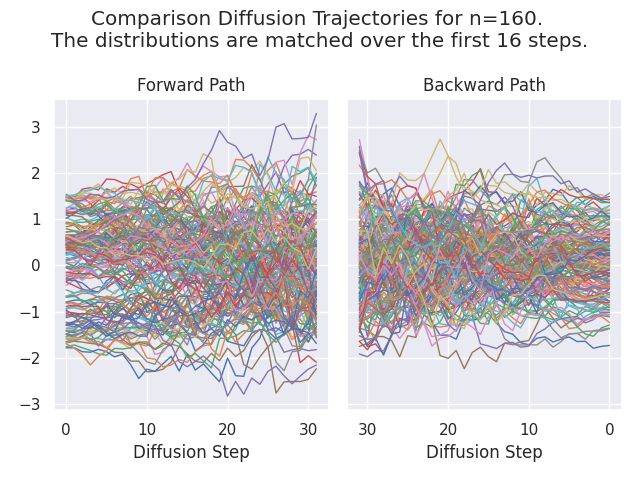 Comparison Diffusion Trajectories for n=160.
The distributions are matched over the first 16 steps.
Forward Path
Backward Path
3
2
1
0
−1
−2
−3
0 10 20 30
30 20 10 0
Diffusion Step
Diffusion Step